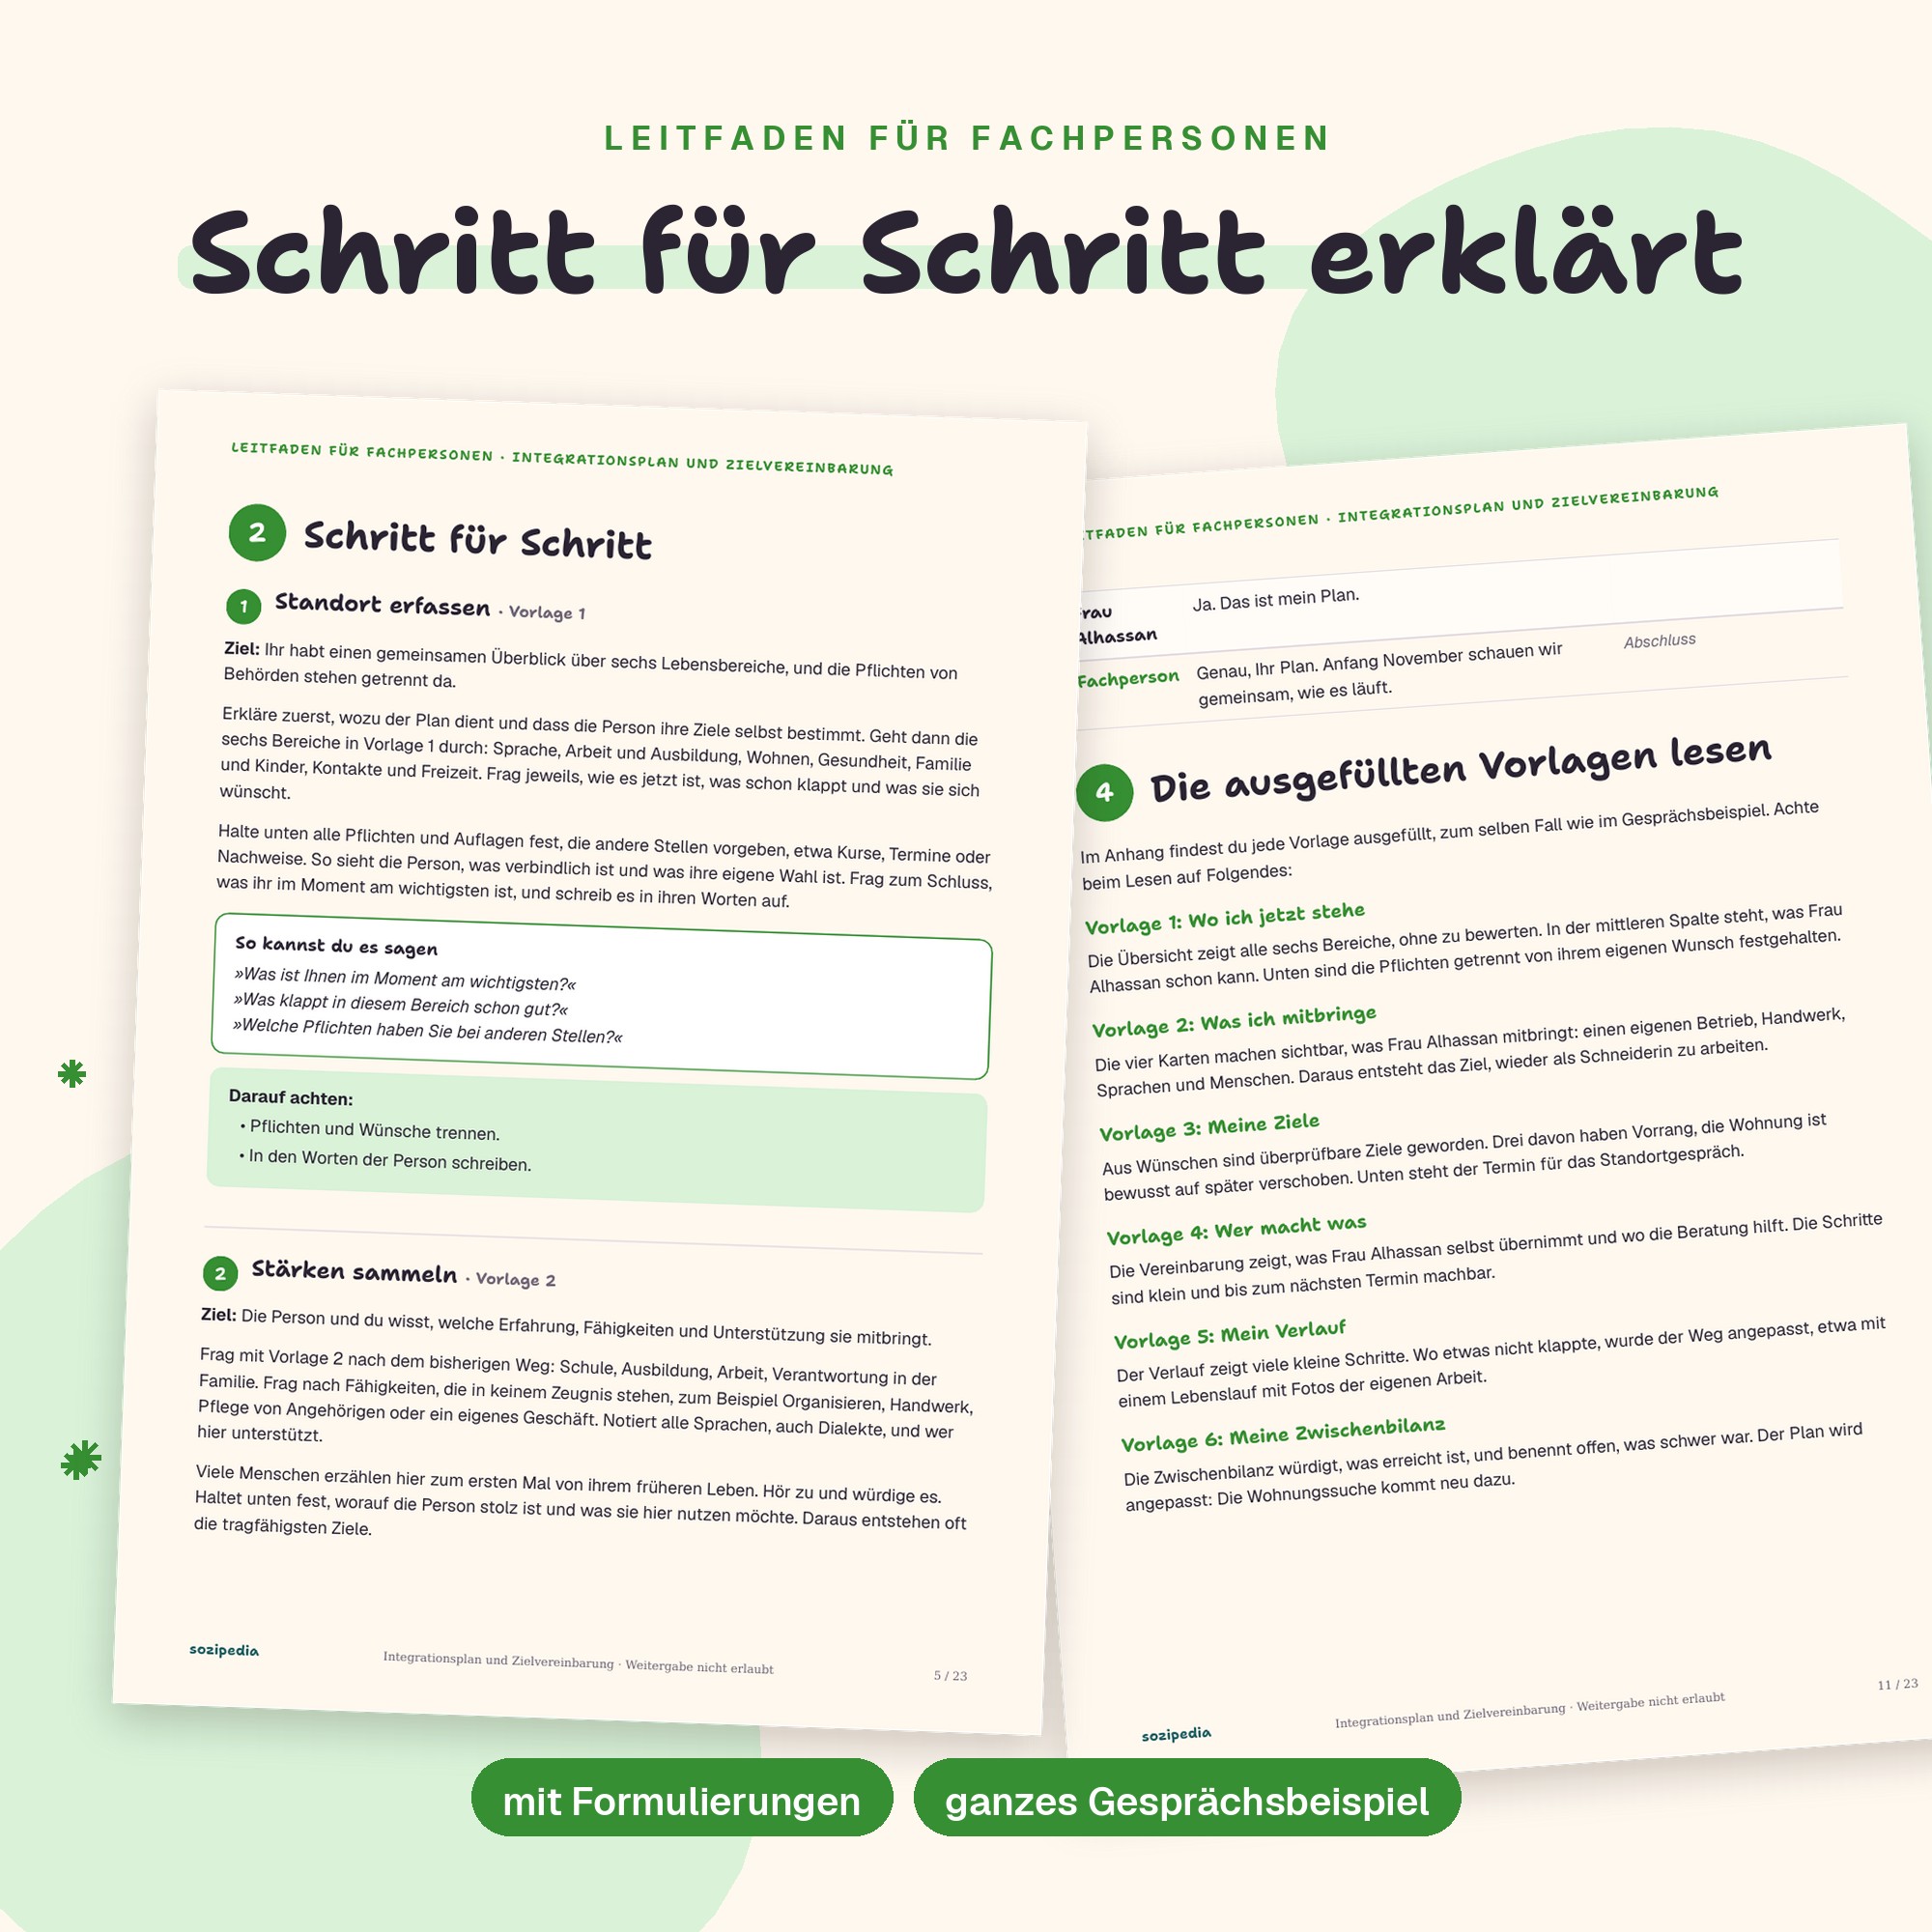 LEITFADEN FÜR FACHPERSONEN
Schritt für Schritt erklärt
LEITFADEN FÜR FACHPERSONEN · INTEGRATIONSPLAN UND ZIELVEREINBARUNG
2 Schritt für Schritt
1 Standort erfassen · Vorlage 1
Ziel: Ihr habt einen gemeinsamen Überblick über sechs Lebensbereiche, und die Pflichten von
Behörden stehen getrennt da.
Erkläre zuerst, wozu der Plan dient und dass die Person ihre Ziele selbst bestimmt. Geht dann die
sechs Bereiche in Vorlage 1 durch: Sprache, Arbeit und Ausbildung, Wohnen, Gesundheit, Familie
und Kinder, Kontakte und Freizeit. Frag jeweils, wie es jetzt ist, was schon klappt und was sie sich
wünscht.
Halte unten alle Pflichten und Auflagen fest, die andere Stellen vorgeben, etwa Kurse, Termine oder
Nachweise. So sieht die Person, was verbindlich ist und was ihre eigene Wahl ist. Frag zum Schluss,
was ihr im Moment am wichtigsten ist, und schreib es in ihren Worten auf.
So kannst du es sagen
»Was ist Ihnen im Moment am wichtigsten?«
»Was klappt in diesem Bereich schon gut?«
»Welche Pflichten haben Sie bei anderen Stellen?«
Darauf achten:
• Pflichten und Wünsche trennen.
• In den Worten der Person schreiben.
2 Stärken sammeln · Vorlage 2
Ziel: Die Person und du wisst, welche Erfahrung, Fähigkeiten und Unterstützung sie mitbringt.
Frag mit Vorlage 2 nach dem bisherigen Weg: Schule, Ausbildung, Arbeit, Verantwortung in der
Familie. Frag nach Fähigkeiten, die in keinem Zeugnis stehen, zum Beispiel Organisieren, Handwerk,
Pflege von Angehörigen oder ein eigenes Geschäft. Notiert alle Sprachen, auch Dialekte, und wer
hier unterstützt.
Viele Menschen erzählen hier zum ersten Mal von ihrem früheren Leben. Hör zu und würdige es.
Haltet unten fest, worauf die Person stolz ist und was sie hier nutzen möchte. Daraus entstehen oft
die tragfähigsten Ziele.
sozipedia
Integrationsplan und Zielvereinbarung · Weitergabe nicht erlaubt
5 / 23
ITFADEN FÜR FACHPERSONEN · INTEGRATIONSPLAN UND ZIELVEREINBARUNG
Frau
Alhassan
Ja. Das ist mein Plan.
Fachperson
Genau, Ihr Plan. Anfang November schauen wir
gemeinsam, wie es läuft.
Abschluss
4 Die ausgefüllten Vorlagen lesen
Im Anhang findest du jede Vorlage ausgefüllt, zum selben Fall wie im Gesprächsbeispiel. Achte
beim Lesen auf Folgendes:
Vorlage 1: Wo ich jetzt stehe
Die Übersicht zeigt alle sechs Bereiche, ohne zu bewerten. In der mittleren Spalte steht, was Frau
Alhassan schon kann. Unten sind die Pflichten getrennt von ihrem eigenen Wunsch festgehalten.
Vorlage 2: Was ich mitbringe
Die vier Karten machen sichtbar, was Frau Alhassan mitbringt: einen eigenen Betrieb, Handwerk,
Sprachen und Menschen. Daraus entsteht das Ziel, wieder als Schneiderin zu arbeiten.
Vorlage 3: Meine Ziele
Aus Wünschen sind überprüfbare Ziele geworden. Drei davon haben Vorrang, die Wohnung ist
bewusst auf später verschoben. Unten steht der Termin für das Standortgespräch.
Vorlage 4: Wer macht was
Die Vereinbarung zeigt, was Frau Alhassan selbst übernimmt und wo die Beratung hilft. Die Schritte
sind klein und bis zum nächsten Termin machbar.
Vorlage 5: Mein Verlauf
Der Verlauf zeigt viele kleine Schritte. Wo etwas nicht klappte, wurde der Weg angepasst, etwa mit
einem Lebenslauf mit Fotos der eigenen Arbeit.
Vorlage 6: Meine Zwischenbilanz
Die Zwischenbilanz würdigt, was erreicht ist, und benennt offen, was schwer war. Der Plan wird
angepasst: Die Wohnungssuche kommt neu dazu.
sozipedia
Integrationsplan und Zielvereinbarung · Weitergabe nicht erlaubt
11 / 23
mit Formulierungen
ganzes Gesprächsbeispiel